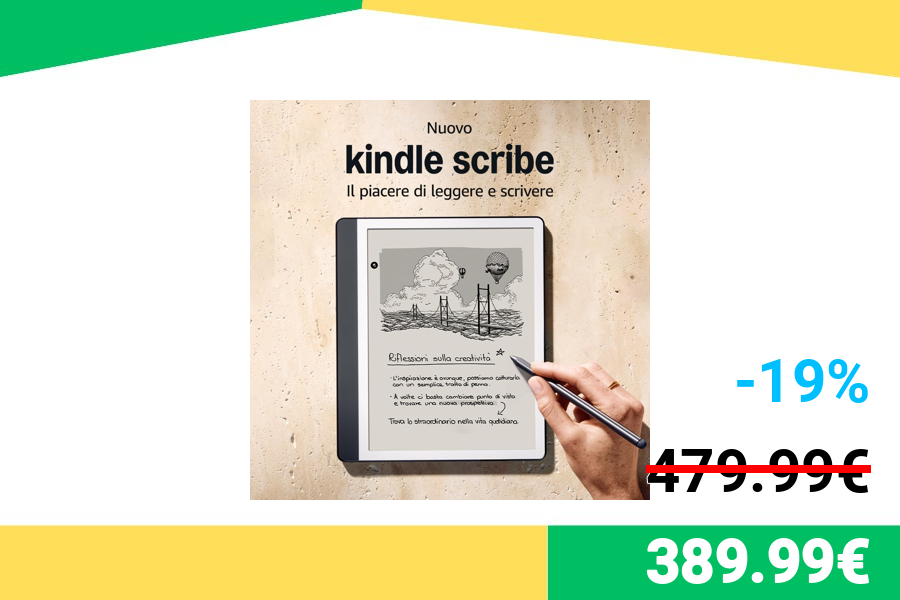 Nuovo
kindle scribe
Il piacere di leggere e scrivere
Riflessioni sulla creatività
· L'ispirazione è ovunque, possiamo catturarla
con un semplice tratto di penna.
· A volte ci basta cambiare punto di vista
e trovare una nuova prospettiva.
Trova lo straordinario nella vita quotidiana.
-19%
479.99€
389.99€